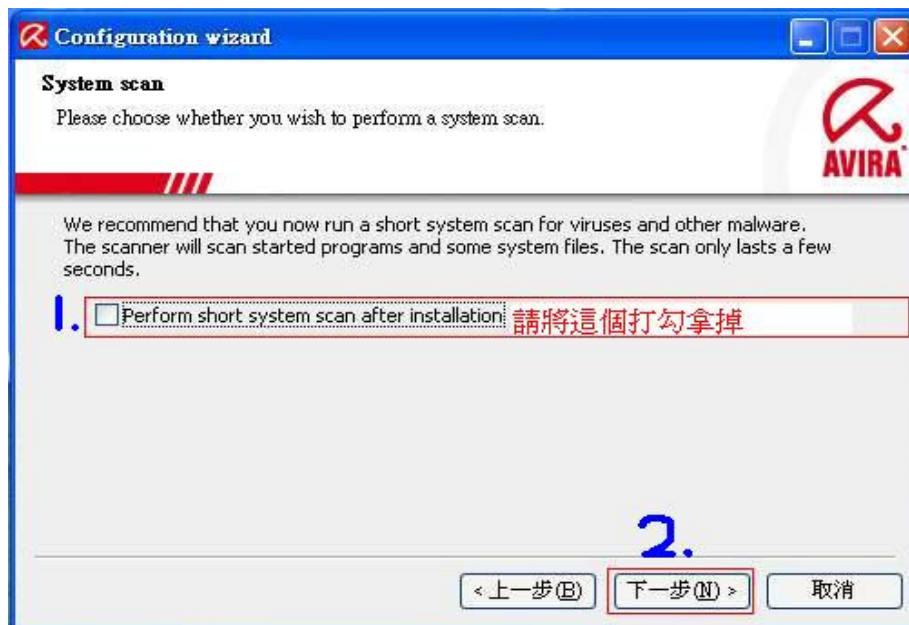 Configuration wizard
System scan
Please choose whether you wish to perform a system scan.
AVIRA
We recommend that you now run a short system scan for viruses and other malware.
The scanner will scan started programs and some system files. The scan only lasts a few
seconds.
1. Perform short system scan after installation 請將這個打勾拿掉
2.
<上一步(B) 下一步(N)> 取消